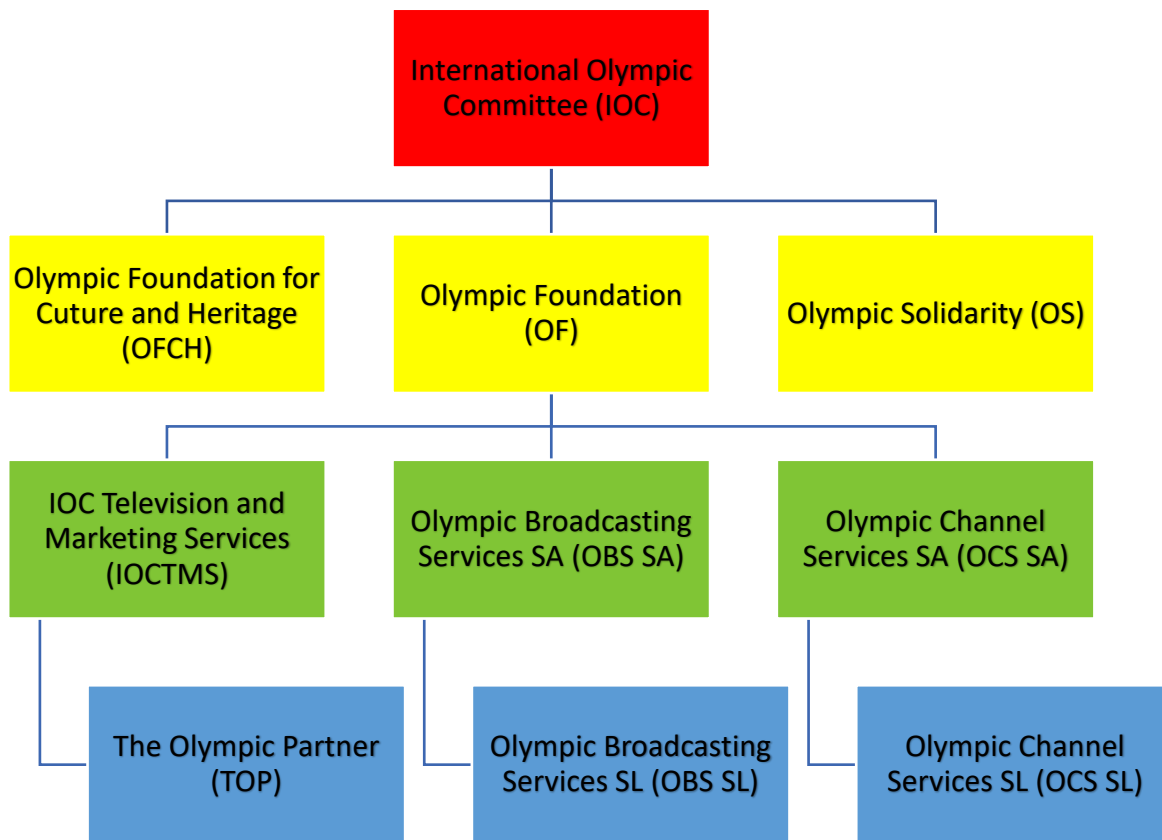 International Olympic
Committee (IOC)
Olympic Foundation for
Cuture and Heritage
(OFCH)
Olympic Foundation
(OF)
Olympic Solidarity (OS)
IOC Television and
Marketing Services
(IOCTMS)
Olympic Broadcasting
Services SA (OBS SA)
Olympic Channel
Services SA (OCS SA)
The Olympic Partner
(TOP)
Olympic Broadcasting
Services SL (OBS SL)
Olympic Channel
Services SL (OCS SL)